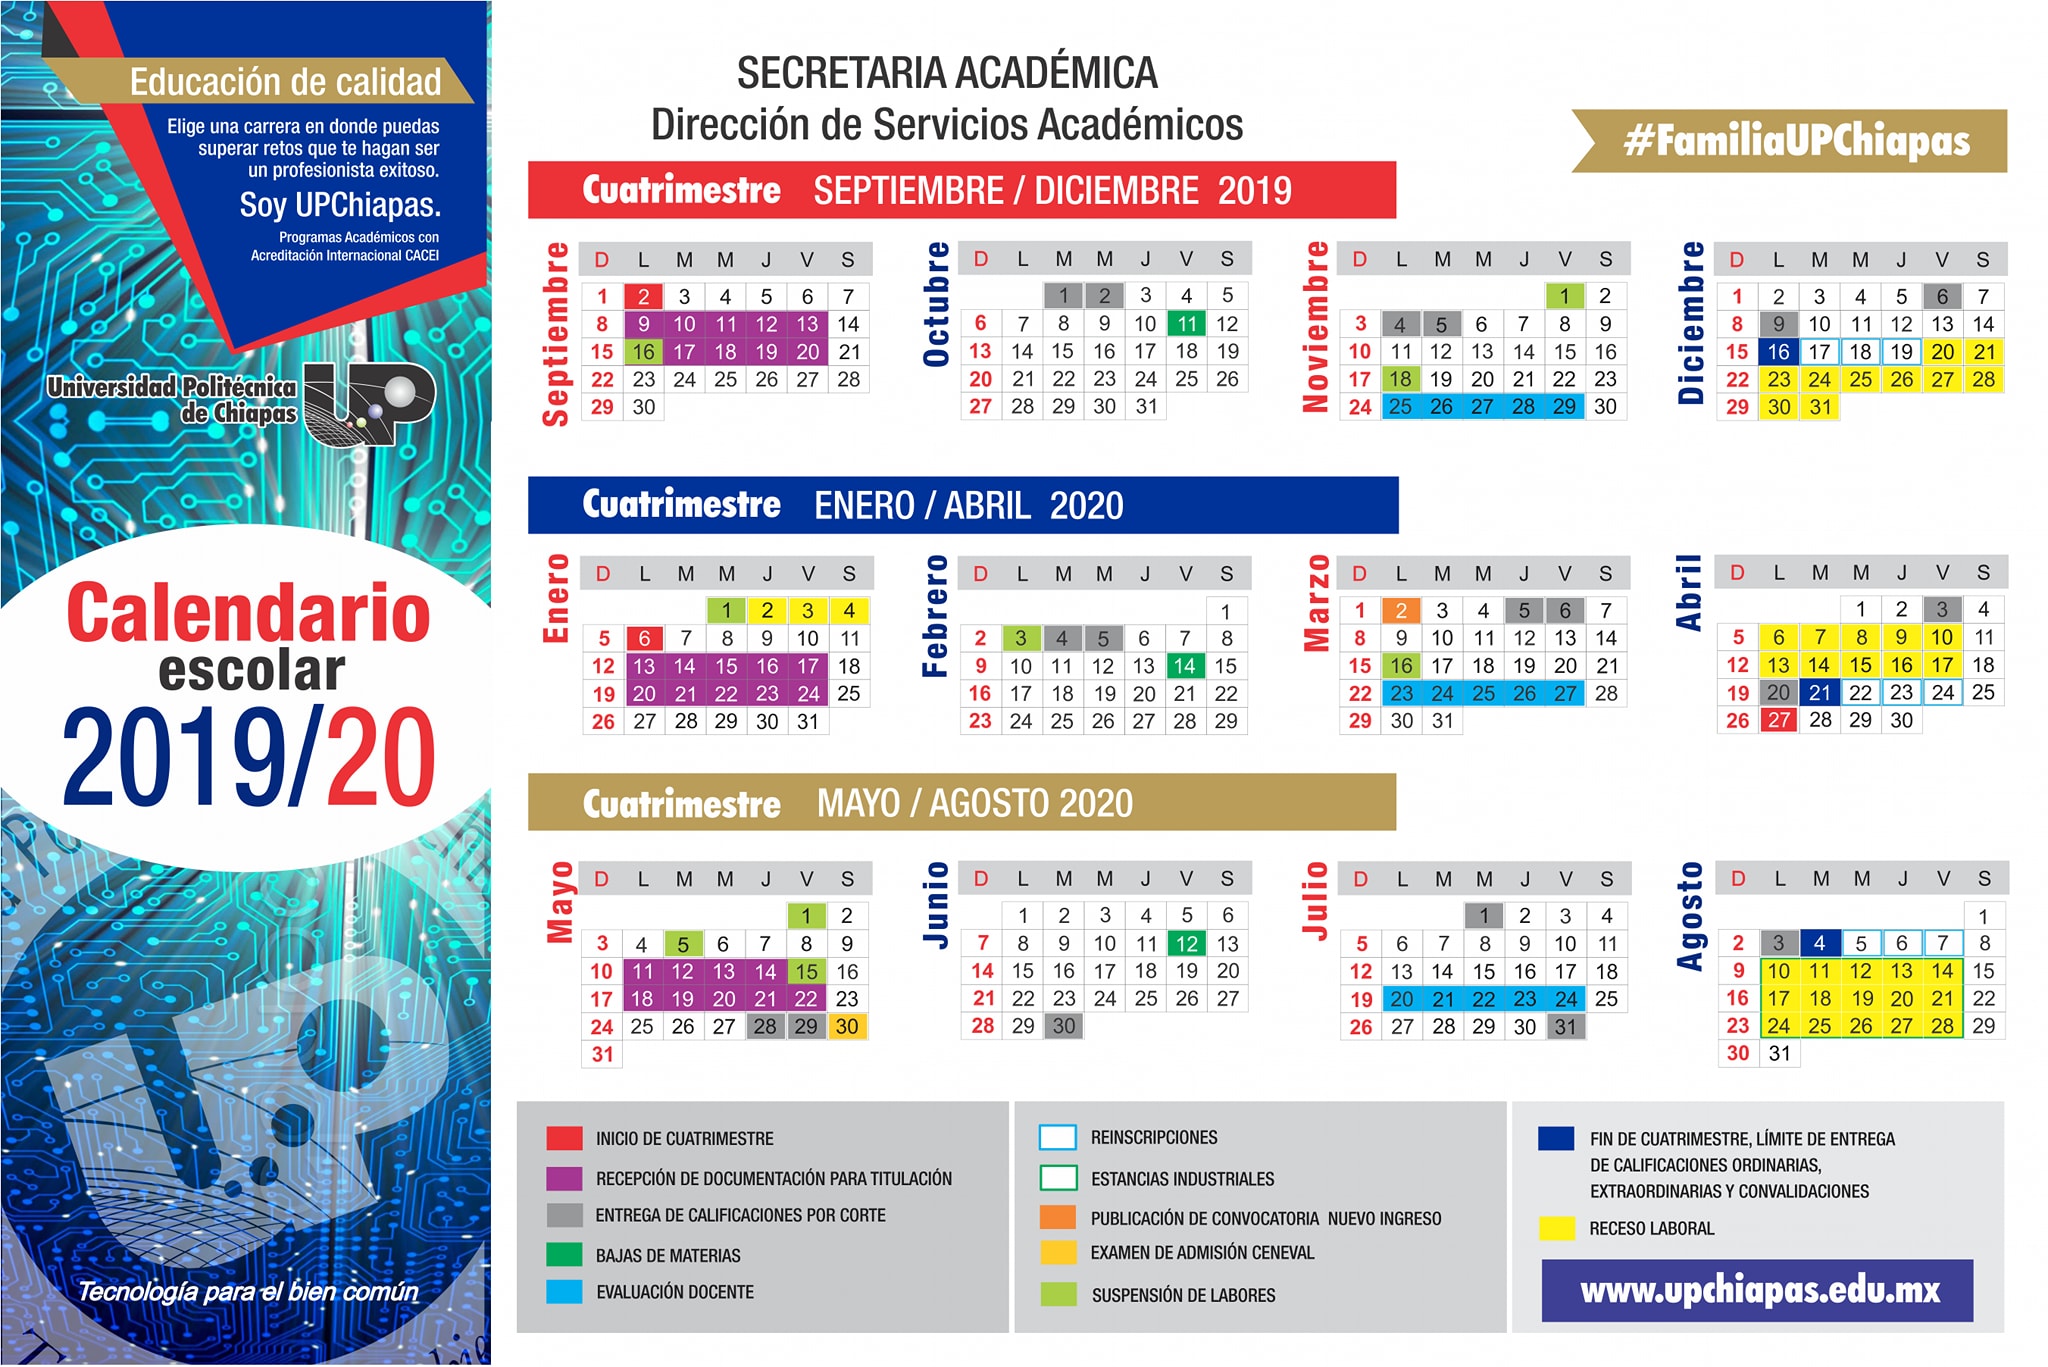 Educación de calidad
Elige una carrera en donde puedas
superar retos que te hagan ser
un profesionista exitoso.
Soy UPChiapas.
Programas Académicos con
Acreditación Internacional CACEI
Universidad Politécnica
de Chiapas
UP
Calendario
escolar
2019/20
Tecnología para el bien común
SECRETARIA ACADÉMICA
Dirección de Servicios Académicos
#FamiliaUPChiapas
Cuatrimestre SEPTIEMBRE / DICIEMBRE 2019
Septiembre
D L M M J V S
1 2 3 4 5 6 7
8 9 10 11 12 13 14
15 16 17 18 19 20 21
22 23 24 25 26 27 28
29 30
Octubre
D L M M J V S
1 2 3 4 5
6 7 8 9 10 11 12
13 14 15 16 17 18 19
20 21 22 23 24 25 26
27 28 29 30 31
Noviembre
D L M M J V S
1 2
3 4 5 6 7 8 9
10 11 12 13 14 15 16
17 18 19 20 21 22 23
24 25 26 27 28 29 30
Diciembre
D L M M J V S
1 2 3 4 5 6 7
8 9 10 11 12 13 14
15 16 17 18 19 20 21
22 23 24 25 26 27 28
29 30 31
Cuatrimestre ENERO / ABRIL 2020
Enero
D L M M J V S
1 2 3 4
5 6 7 8 9 10 11
12 13 14 15 16 17 18
19 20 21 22 23 24 25
26 27 28 29 30 31
Febrero
D L M M J V S
1
2 3 4 5 6 7 8
9 10 11 12 13 14 15
16 17 18 19 20 21 22
23 24 25 26 27 28 29
Marzo
D L M M J V S
1 2 3 4 5 6 7
8 9 10 11 12 13 14
15 16 17 18 19 20 21
22 23 24 25 26 27 28
29 30 31
Abril
D L M M J V S
1 2 3 4
5 6 7 8 9 10 11
12 13 14 15 16 17 18
19 20 21 22 23 24 25
26 27 28 29 30
Cuatrimestre MAYO / AGOSTO 2020
Mayo
D L M M J V S
1 2
3 4 5 6 7 8 9
10 11 12 13 14 15 16
17 18 19 20 21 22 23
24 25 26 27 28 29 30
31
Junio
D L M M J V S
1 2 3 4 5 6
7 8 9 10 11 12 13
14 15 16 17 18 19 20
21 22 23 24 25 26 27
28 29 30
Julio
D L M M J V S
1 2 3 4
5 6 7 8 9 10 11
12 13 14 15 16 17 18
19 20 21 22 23 24 25
26 27 28 29 30 31
Agosto
D L M M J V S
1
2 3 4 5 6 7 8
9 10 11 12 13 14 15
16 17 18 19 20 21 22
23 24 25 26 27 28 29
30 31
INICIO DE CUATRIMESTRE
RECEPCIÓN DE DOCUMENTACIÓN PARA TITULACIÓN
ENTREGA DE CALIFICACIONES POR CORTE
BAJAS DE MATERIAS
EVALUACIÓN DOCENTE
REINSCRIPCIONES
ESTANCIAS INDUSTRIALES
PUBLICACIÓN DE CONVOCATORIA NUEVO INGRESO
EXAMEN DE ADMISIÓN CENEVAL
SUSPENSIÓN DE LABORES
FIN DE CUATRIMESTRE, LÍMITE DE ENTREGA
DE CALIFICACIONES ORDINARIAS,
EXTRAORDINARIAS Y CONVALIDACIONES
RECESO LABORAL
www.upchiapas.edu.mx